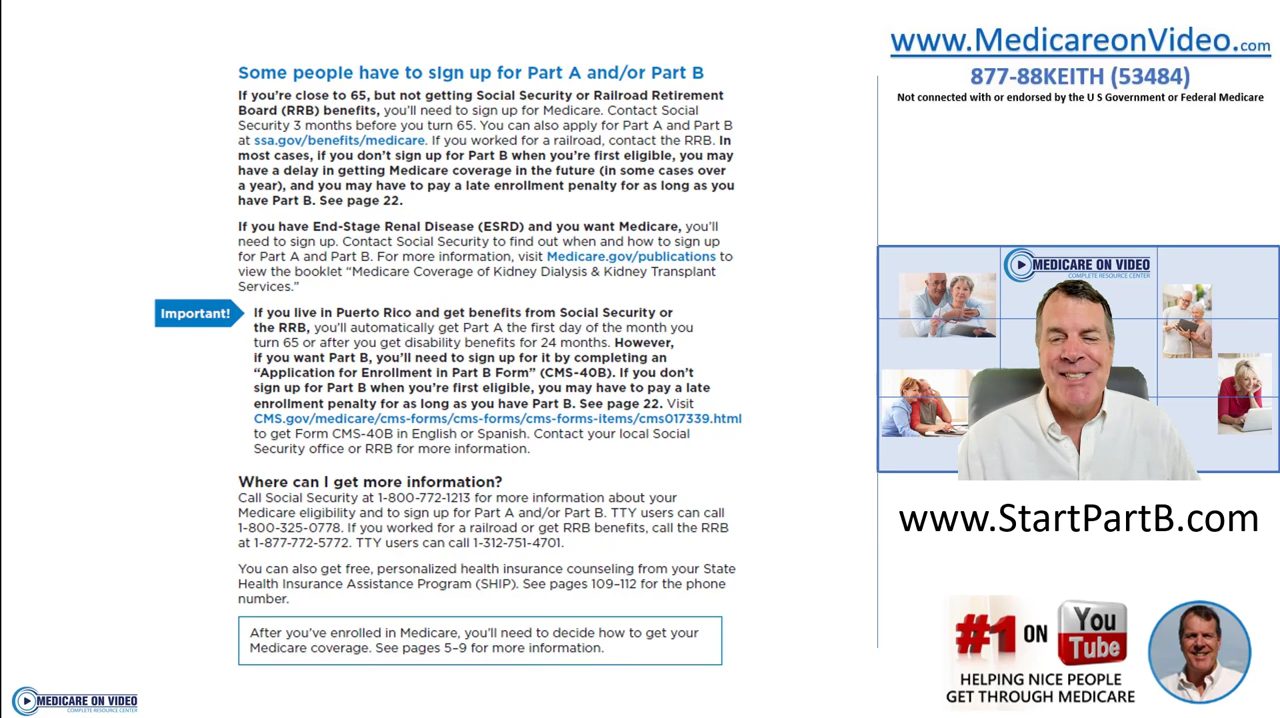 Some people have to sign up for Part A and/or Part B
If you're close to 65, but not getting Social Security or Railroad Retirement
Board (RRB) benefits, you'll need to sign up for Medicare. Contact Social
Security 3 months before you turn 65. You can also apply for Part A and Part B
at ssa.gov/benefits/medicare. If you worked for a railroad, contact the RRB. In
most cases, if you don't sign up for Part B when you're first eligible, you may
have a delay in getting Medicare coverage in the future (in some cases over
a year), and you may have to pay a late enrollment penalty for as long as you
have Part B. See page 22.
If you have End-Stage Renal Disease (ESRD) and you want Medicare, you'll
need to sign up. Contact Social Security to find out when and how to sign up
for Part A and Part B. For more information, visit Medicare.gov/publications to
view the booklet "Medicare Coverage of Kidney Dialysis & Kidney Transplant
Services."
Important!
If you live in Puerto Rico and get benefits from Social Security or
the RRB, you'll automatically get Part A the first day of the month you
turn 65 or after you get disability benefits for 24 months. However,
if you want Part B, you'll need to sign up for it by completing an
"Application for Enrollment in Part B Form" (CMS-40B). If you don't
sign up for Part B when you're first eligible, you may have to pay a late
enrollment penalty for as long as you have Part B. See page 22. Visit
CMS.gov/medicare/cms-forms/cms-forms/cms-forms-items/cms017339.html
to get Form CMS-40B in English or Spanish. Contact your local Social
Security office or RRB for more information.
Where can I get more information?
Call Social Security at 1-800-772-1213 for more information about your
Medicare eligibility and to sign up for Part A and/or Part B. TTY users can call
1-800-325-0778. If you worked for a railroad or get RRB benefits, call the RRB
at 1-877-772-5772. TTY users can call 1-312-751-4701.
You can also get free, personalized health insurance counseling from your State
Health Insurance Assistance Program (SHIP). See pages 109–112 for the phone
number.
After you've enrolled in Medicare, you'll need to decide how to get your
Medicare coverage. See pages 5–9 for more information.
MEDICARE ON VIDEO
COMPLETE RESOURCE CENTER
www.MedicareonVideo.com
877-88KEITH (53484)
Not connected with or endorsed by the U S Government or Federal Medicare
MEDICARE ON VIDEO
COMPLETE RESOURCE CENTER
www.StartPartB.com
#1 ON You Tube
HELPING NICE PEOPLE
GET THROUGH MEDICARE